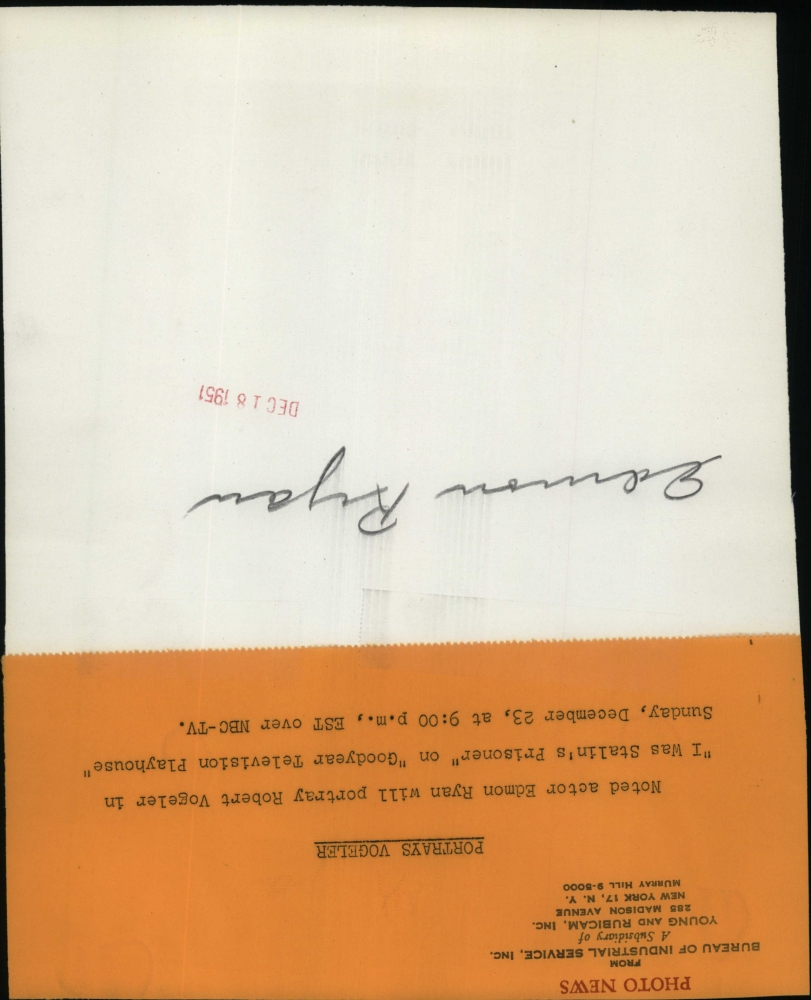 PHOTO NEWS
FROM
BUREAU OF INDUSTRIAL SERVICE, INC.
A Subsidiary of
YOUNG AND RUBICAM, INC.
285 MADISON AVENUE
NEW YORK 17, N. Y.
MURRAY HILL 9-5000
PORTRAYS VOGELER
Noted actor Edmon Ryan will portray Robert Vogeler in
"I Was Stalin's Prisoner" on "Goodyear Television Playhouse"
Sunday, December 23, at 9:00 p.m., EST over NBC-TV.
Edmon Ryan
DEC 18 1951